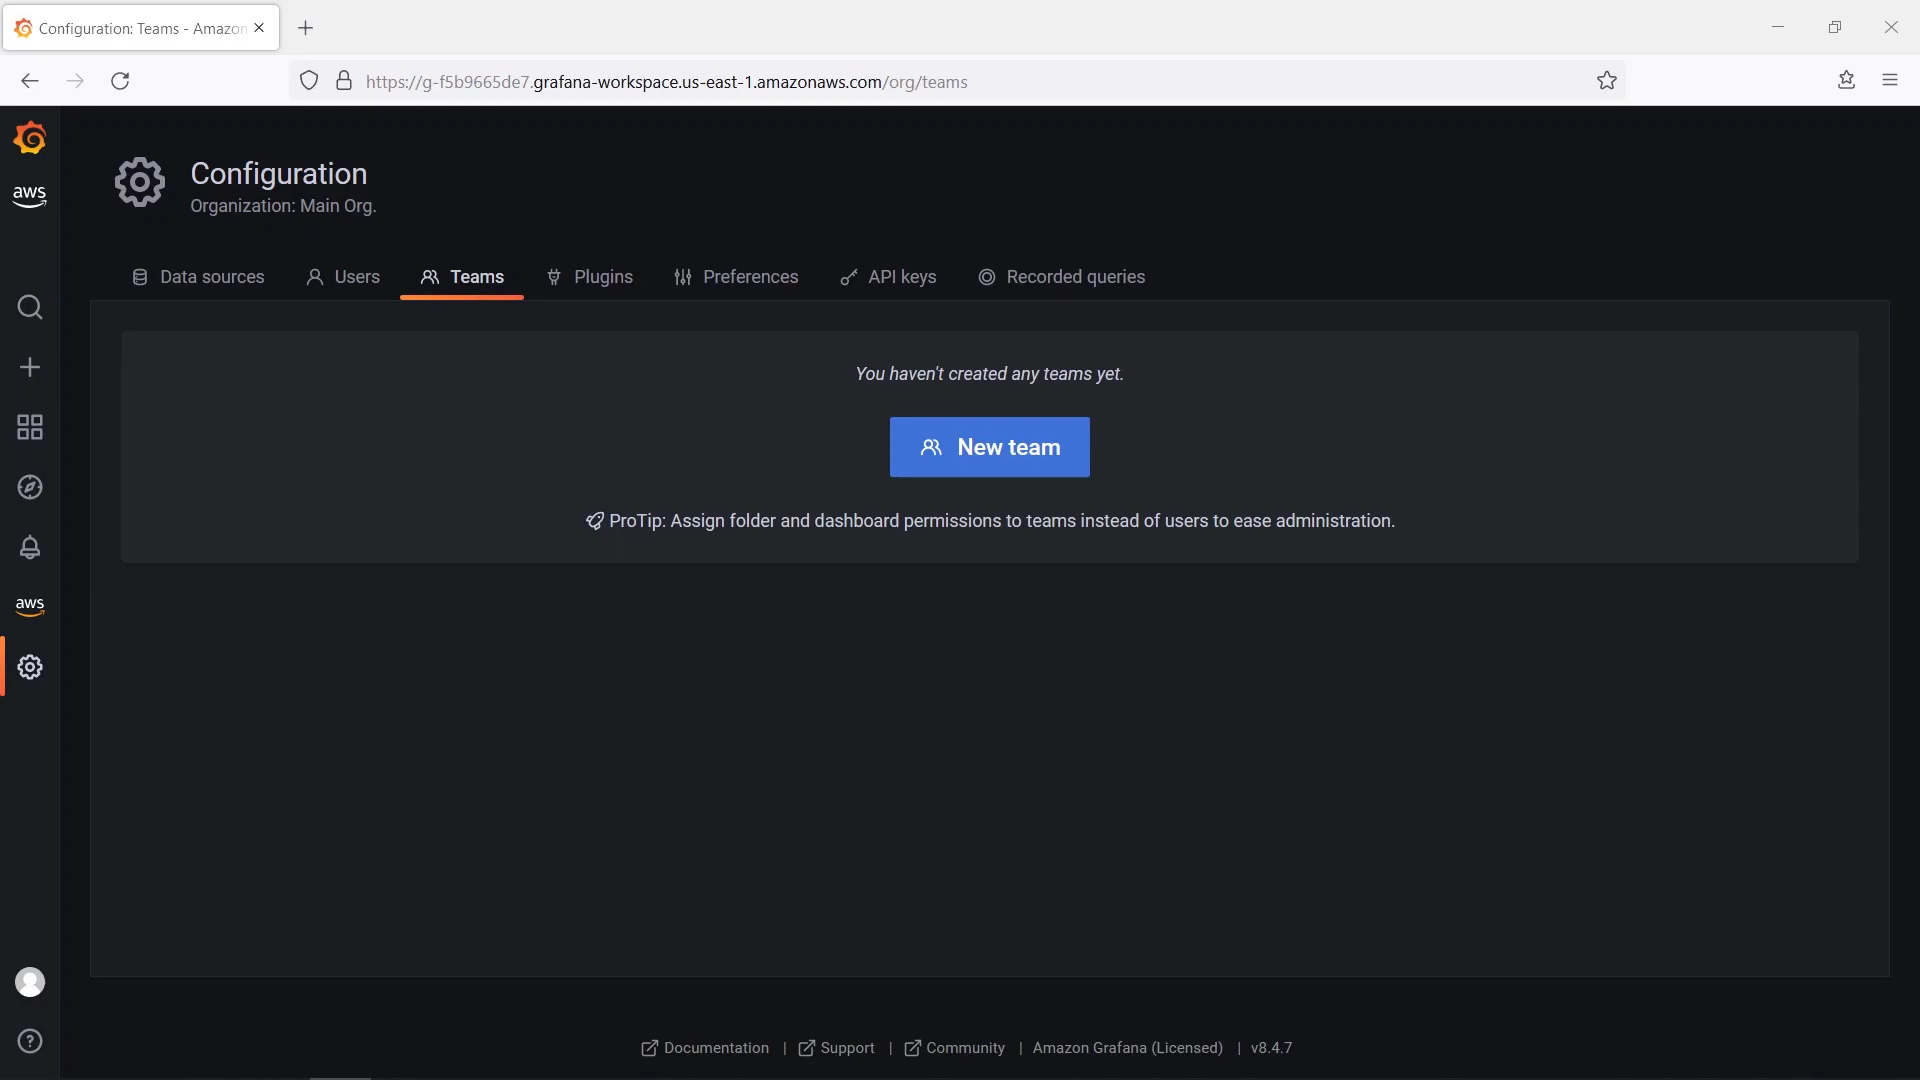 Configuration: Teams - Amazon
https://g-f5b9665de7.grafana-workspace.us-east-1.amazonaws.com/org/teams
aws
Configuration
Organization: Main Org.
Data sources Users Teams Plugins Preferences API keys Recorded queries
You haven't created any teams yet.
New team
ProTip: Assign folder and dashboard permissions to teams instead of users to ease administration.
aws
Documentation | Support | Community | Amazon Grafana (Licensed) | v8.4.7